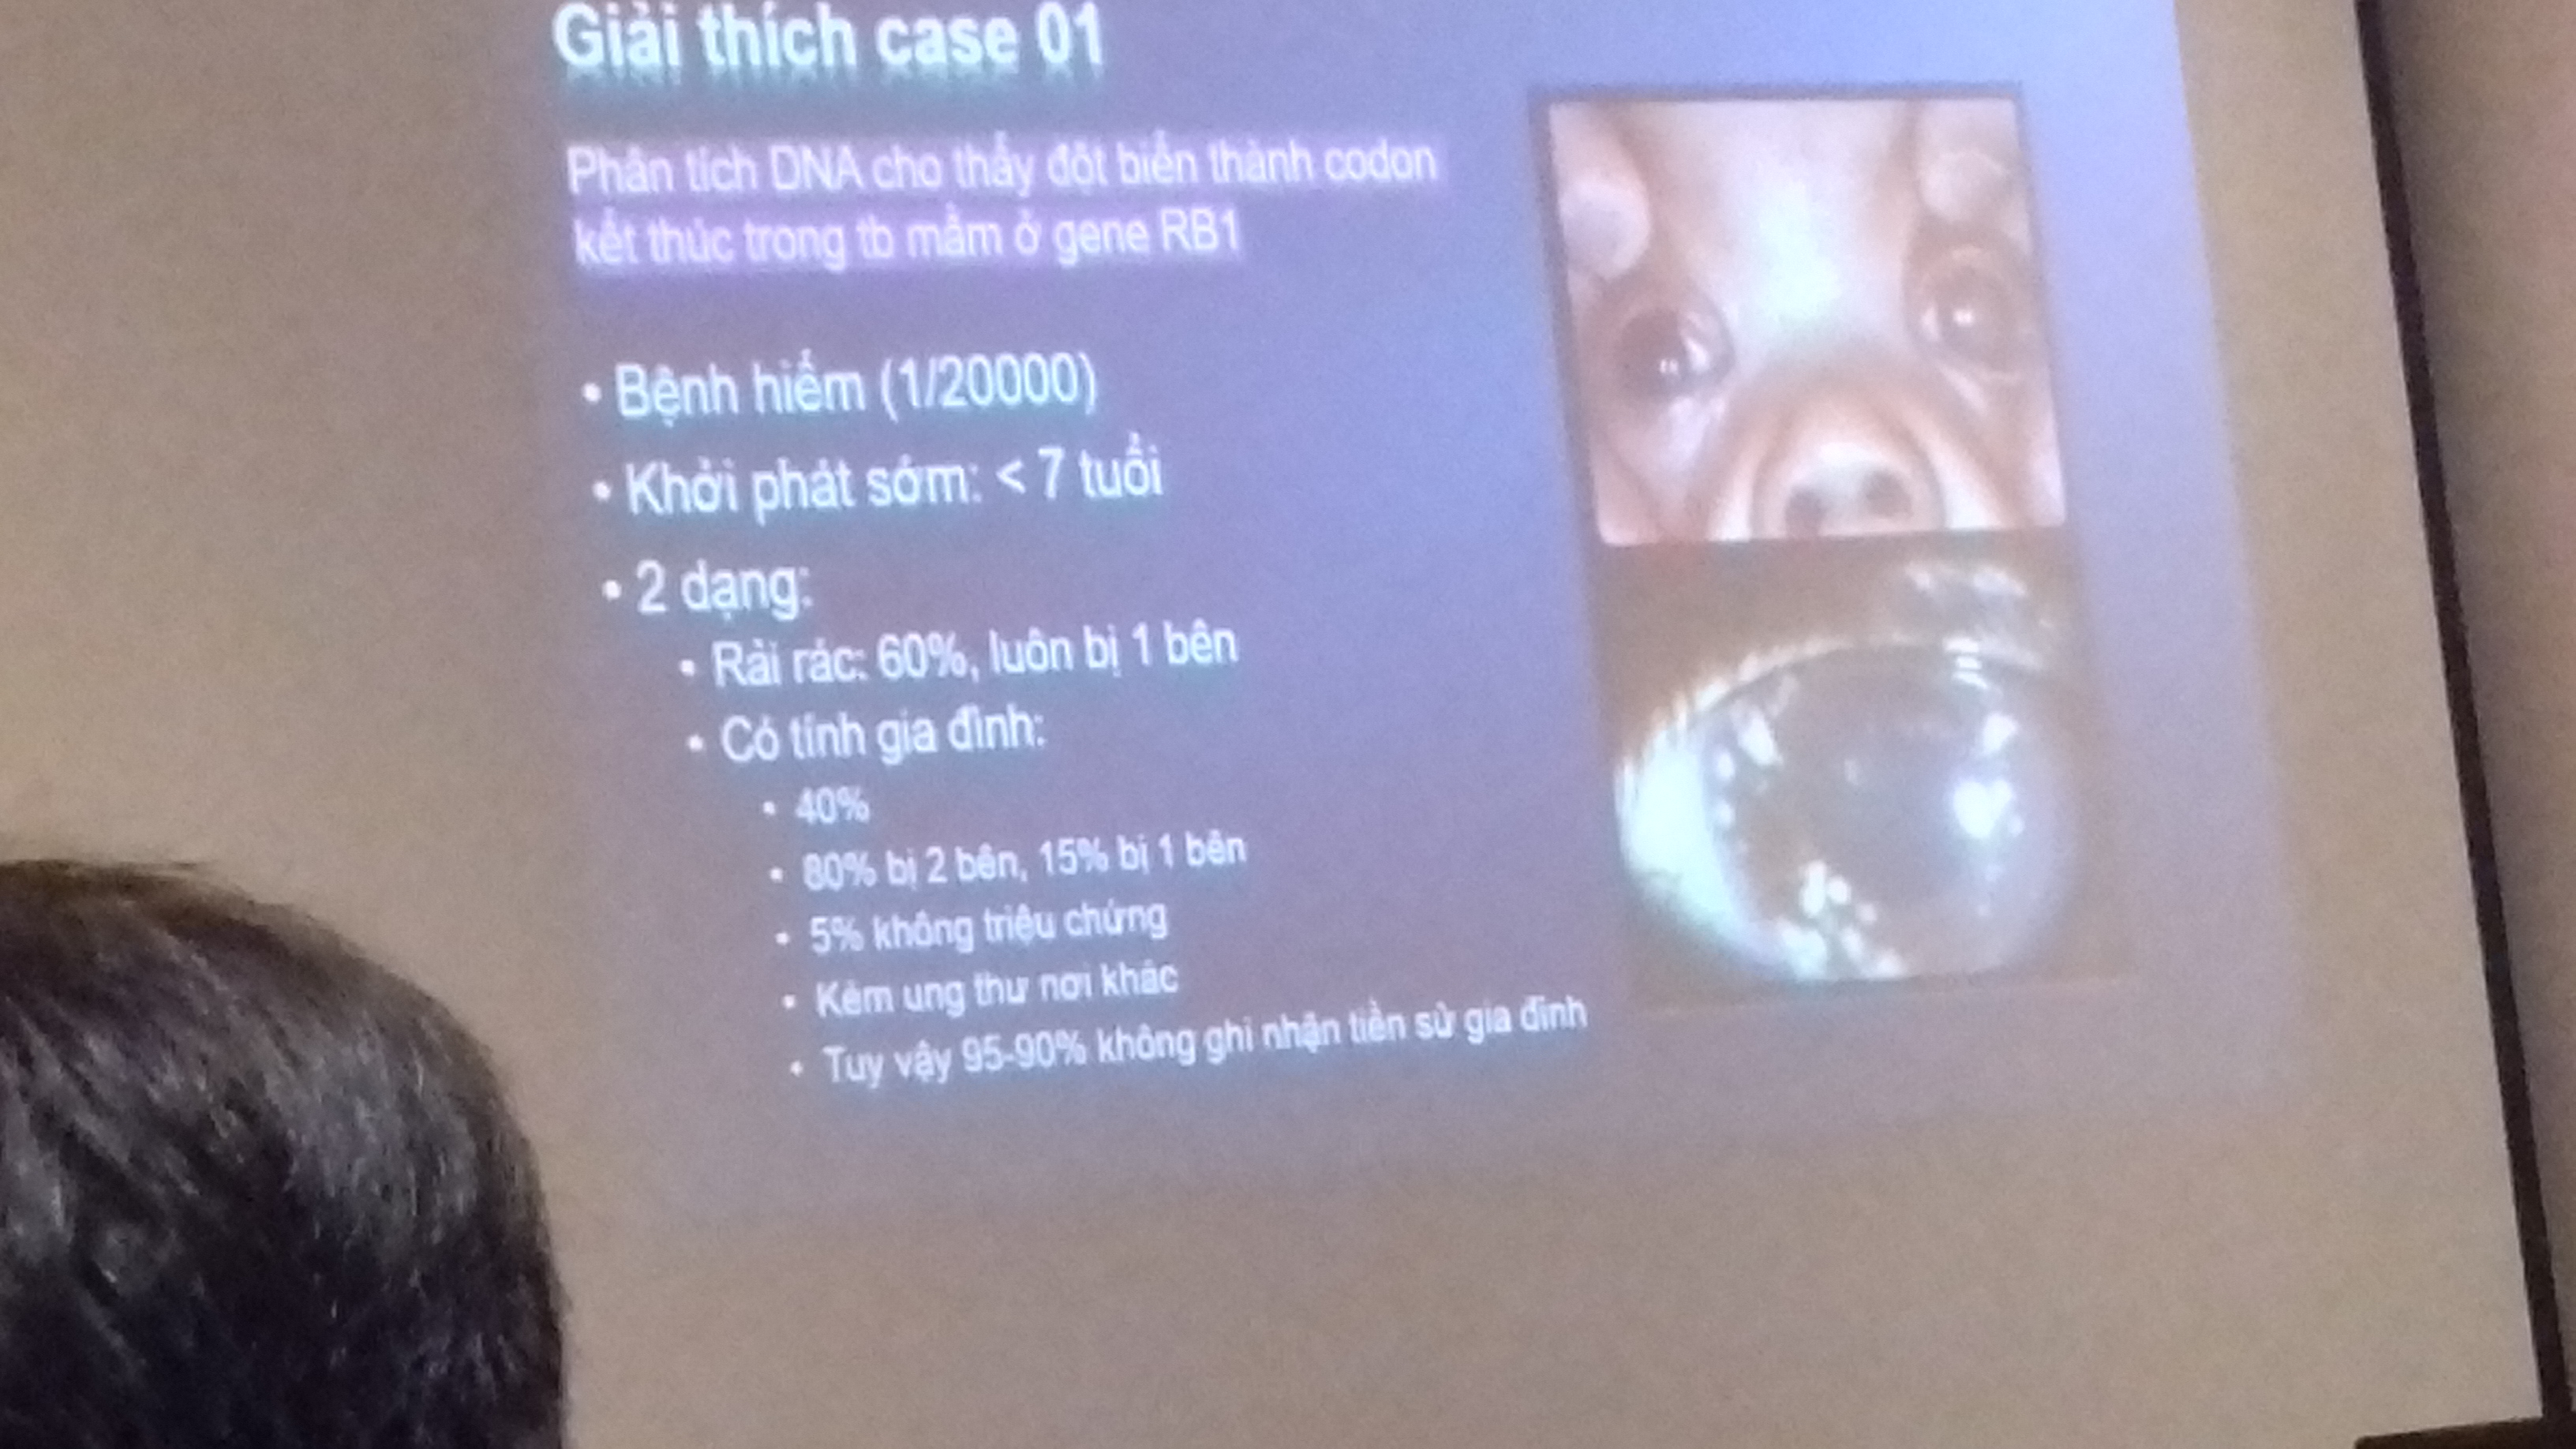 Giải thích case 01
Phân tích DNA cho thấy đột biến thành codon
kết thúc trong tb mầm ở gene RB1
• Bệnh hiếm (1/20000)
• Khởi phát sớm: < 7 tuổi
• 2 dạng:
• Rải rác: 60%, luôn bị 1 bên
• Có tính gia đình:
• 40%
• 80% bị 2 bên, 15% bị 1 bên
• 5% không triệu chứng
• Kèm ung thư nơi khác
• Tuy vậy 95-90% không ghi nhận tiền sử gia đình